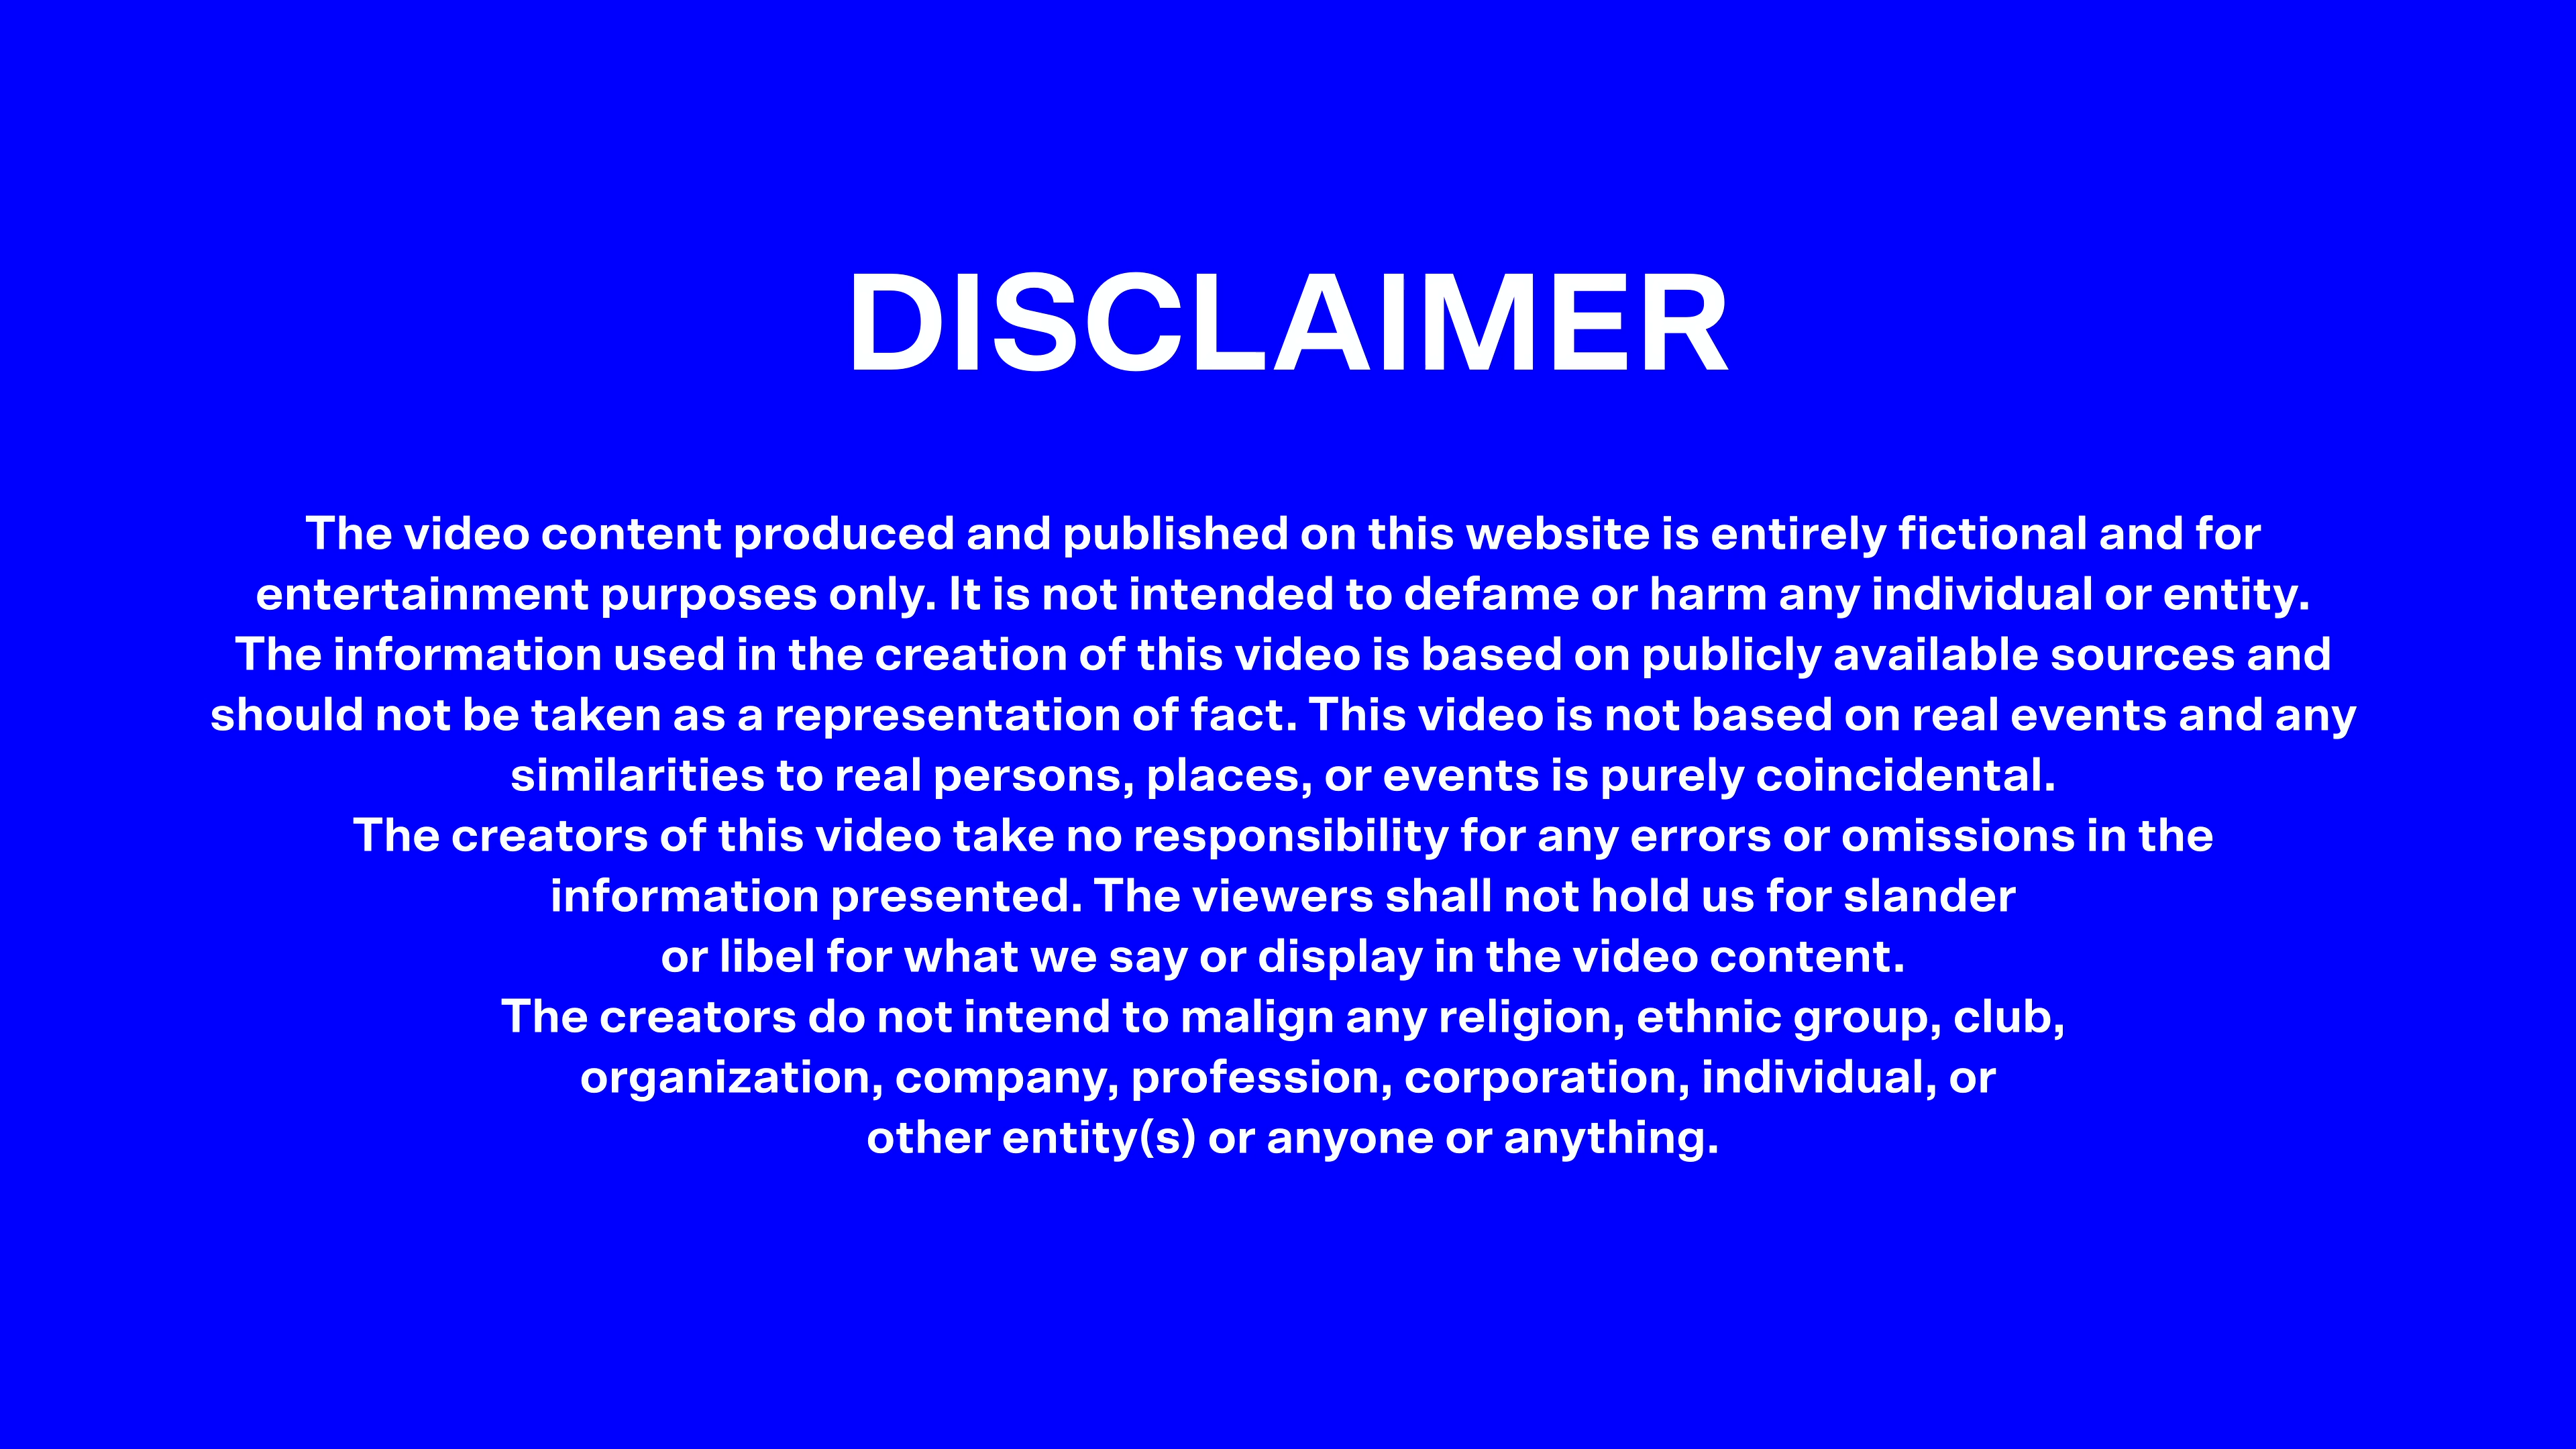 DISCLAIMER
The video content produced and published on this website is entirely fictional and for
entertainment purposes only. It is not intended to defame or harm any individual or entity.
The information used in the creation of this video is based on publicly available sources and
should not be taken as a representation of fact. This video is not based on real events and any
similarities to real persons, places, or events is purely coincidental.
The creators of this video take no responsibility for any errors or omissions in the
information presented. The viewers shall not hold us for slander
or libel for what we say or display in the video content.
The creators do not intend to malign any religion, ethnic group, club,
organization, company, profession, corporation, individual, or
other entity(s) or anyone or anything.